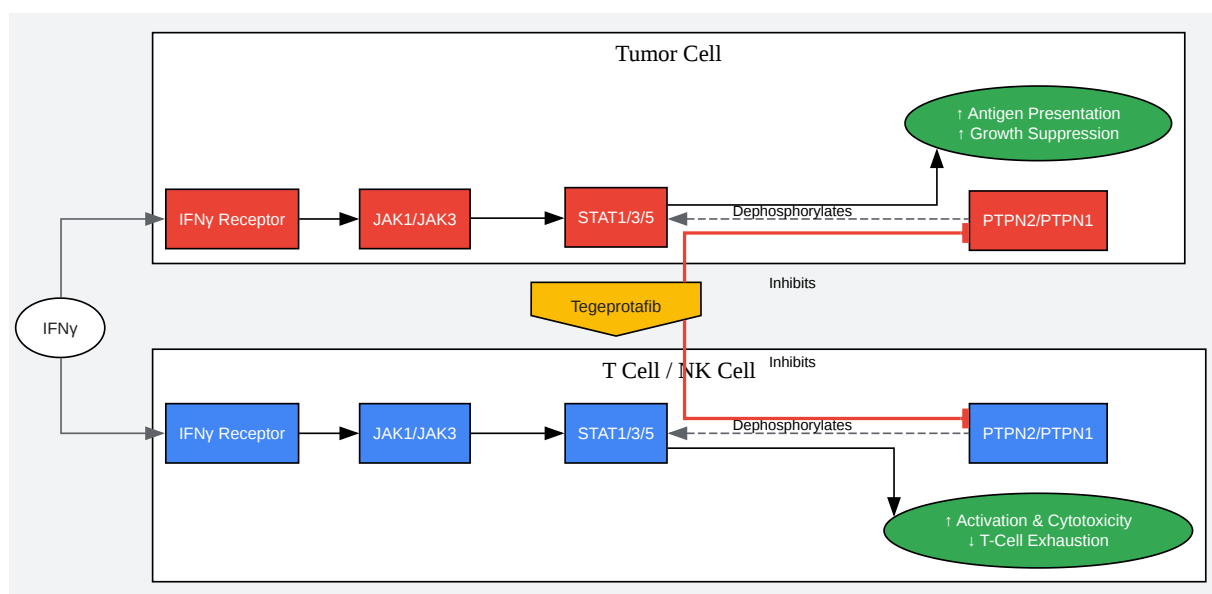 Tumor Cell
↑ Antigen Presentation
↑ Growth Suppression
IFNγ Receptor
JAK1/JAK3
STAT1/3/5
Dephosphorylates
PTPN2/PTPN1
Inhibits
Tegeprotafib
IFNγ
Inhibits
T Cell / NK Cell
IFNγ Receptor
JAK1/JAK3
STAT1/3/5
Dephosphorylates
PTPN2/PTPN1
↑ Activation & Cytotoxicity
↓ T-Cell Exhaustion